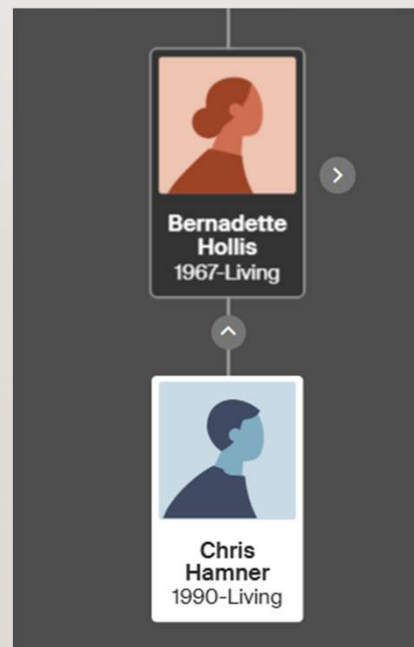 Bernadette
Hollis
1967-Living
Chris
Hamner
1990-Living